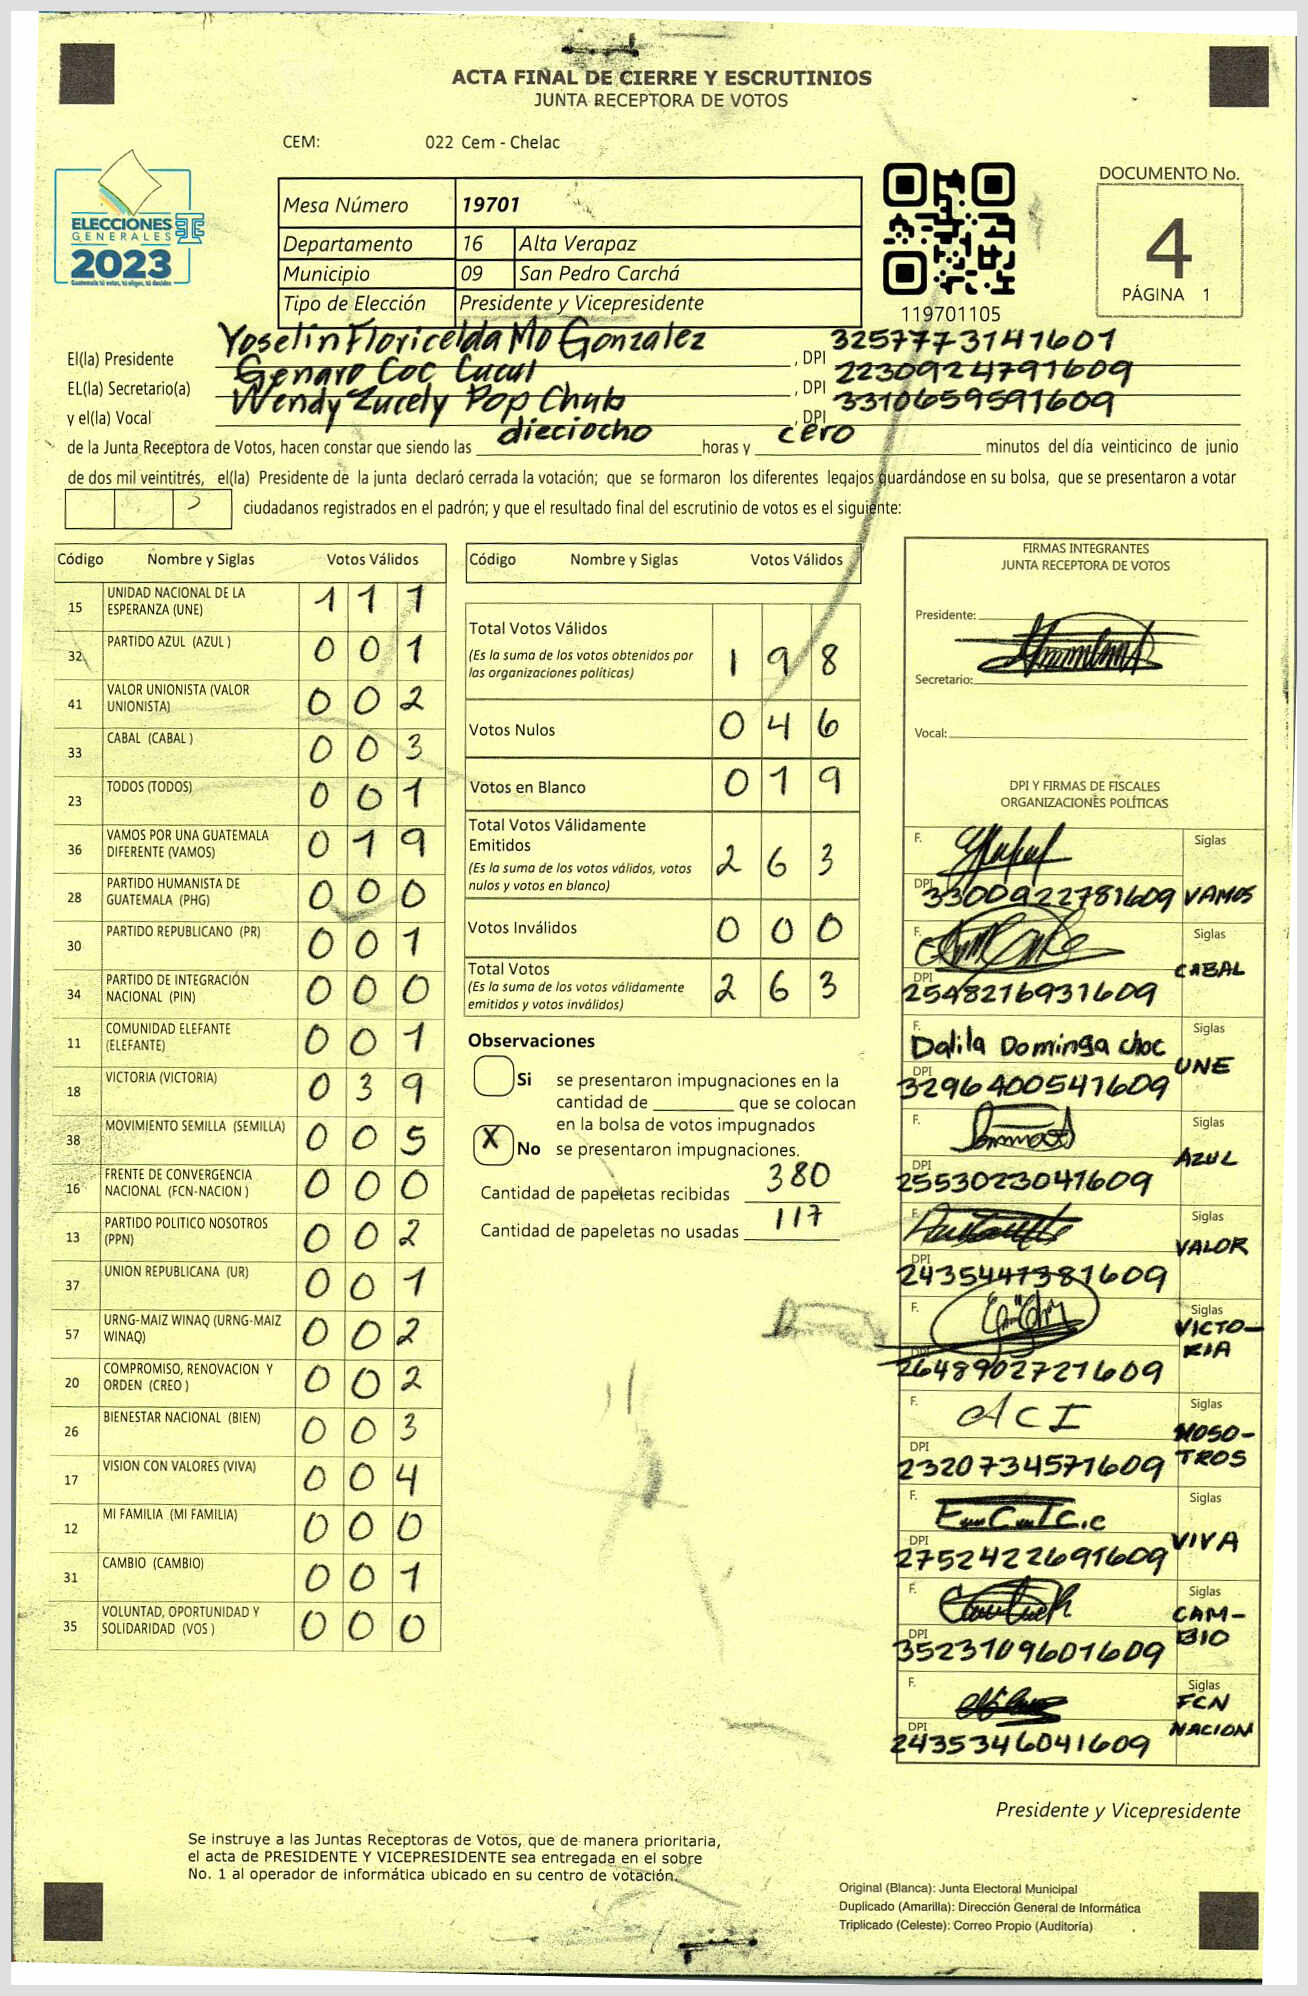 ACTA FINAL DE CIERRE Y ESCRUTINIOS
JUNTA RECEPTORA DE VOTOS
CEM: 022 Cem - Chelac
ELECCIONES
GENERALES
2023
Guatemala tú votas, tú eliges, tú decides
Mesa Número 19701
Departamento 16 Alta Verapaz
Municipio 09 San Pedro Carchá
Tipo de Elección Presidente y Vicepresidente
119701105
DOCUMENTO No.
4
PÁGINA 1
El(la) Presidente Yoselin Floricelda Mo Gonzalez, DPI 3257773141601
EL(la) Secretario(a) Genaro Coc Cucul, DPI 2230924791609
y el(la) Vocal Wendy Zucely Pop Chub, DPI 3310659591609
de la Junta Receptora de Votos, hacen constar que siendo las dieciocho horas y cero minutos del día veinticinco de junio
de dos mil veintitrés, el(la) Presidente de la junta declaró cerrada la votación; que se formaron los diferentes legajos guardándose en su bolsa, que se presentaron a votar
ciudadanos registrados en el padrón; y que el resultado final del escrutinio de votos es el siguiente:
Código Nombre y Siglas Votos Válidos
15 UNIDAD NACIONAL DE LA ESPERANZA (UNE) 1 1 1
32 PARTIDO AZUL (AZUL ) 0 0 1
41 VALOR UNIONISTA (VALOR UNIONISTA) 0 0 2
33 CABAL (CABAL ) 0 0 3
23 TODOS (TODOS) 0 0 1
36 VAMOS POR UNA GUATEMALA DIFERENTE (VAMOS) 0 1 9
28 PARTIDO HUMANISTA DE GUATEMALA (PHG) 0 0 0
30 PARTIDO REPUBLICANO (PR) 0 0 1
34 PARTIDO DE INTEGRACIÓN NACIONAL (PIN) 0 0 0
11 COMUNIDAD ELEFANTE (ELEFANTE) 0 0 1
18 VICTORIA (VICTORIA) 0 3 9
38 MOVIMIENTO SEMILLA (SEMILLA) 0 0 5
16 FRENTE DE CONVERGENCIA NACIONAL (FCN-NACION ) 0 0 0
13 PARTIDO POLITICO NOSOTROS (PPN) 0 0 2
37 UNION REPUBLICANA (UR) 0 0 1
57 URNG-MAIZ WINAQ (URNG-MAIZ WINAQ) 0 0 2
20 COMPROMISO, RENOVACION Y ORDEN (CREO ) 0 0 2
26 BIENESTAR NACIONAL (BIEN) 0 0 3
17 VISION CON VALORES (VIVA) 0 0 4
12 MI FAMILIA (MI FAMILIA) 0 0 0
31 CAMBIO (CAMBIO) 0 0 1
35 VOLUNTAD, OPORTUNIDAD Y SOLIDARIDAD (VOS ) 0 0 0
Código Nombre y Siglas Votos Válidos
Total Votos Válidos 1 9 8
(Es la suma de los votos obtenidos por
las organizaciones políticas)
Votos Nulos 0 4 6
Votos en Blanco 0 1 9
Total Votos Válidamente
Emitidos 2 6 3
(Es la suma de los votos válidos, votos
nulos y votos en blanco)
Votos Inválidos 0 0 0
Total Votos 2 6 3
(Es la suma de los votos válidamente
emitidos y votos inválidos)
Observaciones
Si se presentaron impugnaciones en la
cantidad de ________ que se colocan
en la bolsa de votos impugnados
X No se presentaron impugnaciones.
Cantidad de papeletas recibidas 380
Cantidad de papeletas no usadas 117
FIRMAS INTEGRANTES
JUNTA RECEPTORA DE VOTOS
Presidente:
Secretario:
Vocal:
DPI Y FIRMAS DE FISCALES
ORGANIZACIONES POLÍTICAS
F. Siglas
DPI 3300922781609 VAMOS
F. Siglas
DPI 2548216931609 CABAL
F. Dalila Dominga choc Siglas
DPI 3296400541609 UNE
F. Siglas
DPI 2553023041609 AZUL
F. Siglas
DPI 2435447381609 VALOR
F. Siglas
DPI 2648902721609 VICTO-
RIA
F. ACI Siglas
DPI 2320734571609 NOSO-
TROS
F. Siglas
DPI 2752422691609 VIVA
F. Siglas
DPI 3523109601609 CAM-
BIO
F. Siglas
DPI 2435346041609 FCN
NACION
Presidente y Vicepresidente
Se instruye a las Juntas Receptoras de Votos, que de manera prioritaria,
el acta de PRESIDENTE Y VICEPRESIDENTE sea entregada en el sobre
No. 1 al operador de informática ubicado en su centro de votación.
Original (Blanca): Junta Electoral Municipal
Duplicado (Amarilla): Dirección General de Informática
Triplicado (Celeste): Correo Propio (Auditoría)